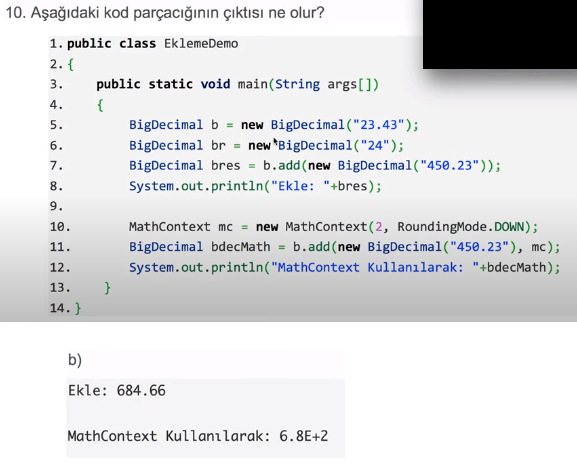 10. Aşağıdaki kod parçacığının çıktısı ne olur?
1. public class EklemeDemo
2. {
3. public static void main(String args[])
4. {
5. BigDecimal b = new BigDecimal("23.43");
6. BigDecimal br = new BigDecimal("24");
7. BigDecimal bres = b.add(new BigDecimal("450.23"));
8. System.out.println("Ekle: "+bres);
9.
10. MathContext mc = new MathContext(2, RoundingMode.DOWN);
11. BigDecimal bdecMath = b.add(new BigDecimal("450.23"), mc);
12. System.out.println("MathContext Kullanılarak: "+bdecMath);
13. }
14. }
b)
Ekle: 684.66
MathContext Kullanılarak: 6.8E+2